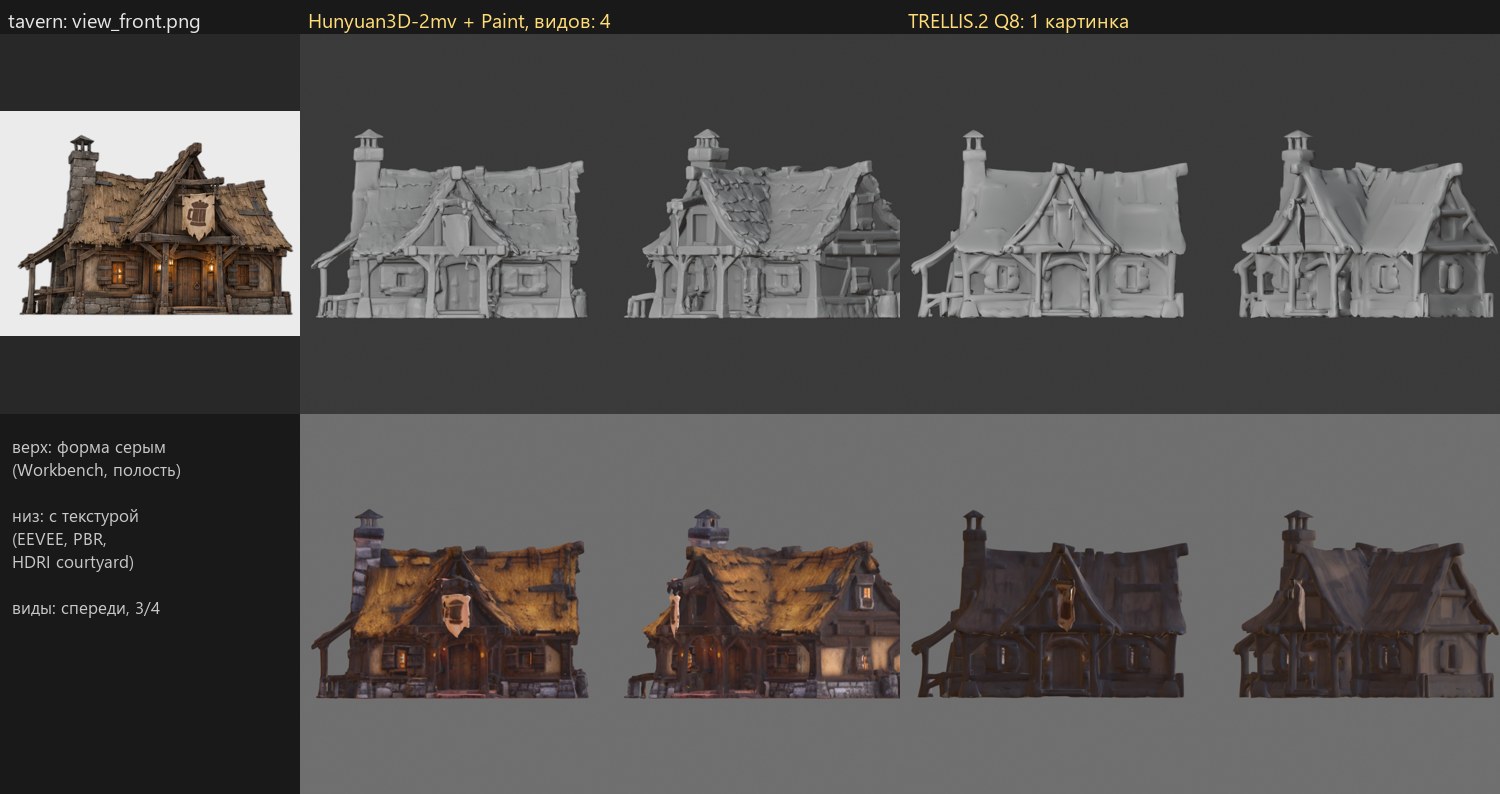 tavern: view_front.png
Hunyuan3D-2mv + Paint, видов: 4
TRELLIS.2 Q8: 1 картинка
верх: форма серым
(Workbench, полость)
низ: с текстурой
(EEVEE, PBR,
HDRI courtyard)
виды: спереди, 3/4